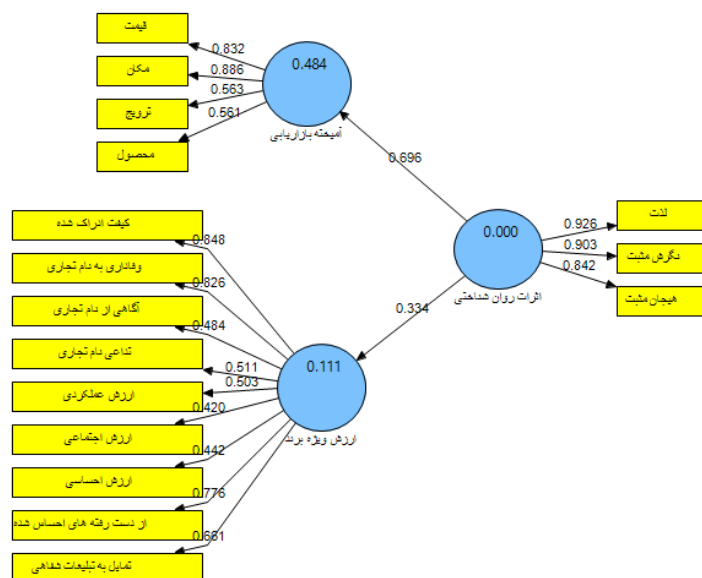 قیمت
0.832
مکان
0.886
ترویج
0.563
محصول
0.561
0.484
آمیخته بازاریابی
0.696
0.000
اثرات روان شناختی
لذت
0.926
نگرش مثبت
0.903
هیجان مثبت
0.842
0.334
0.111
ارزش ویژه برند
کیفت ادراک شده
0.848
وفاداری به نام تجاری
0.826
آگاهی از نام تجاری
0.484
تداعی نام تجاری
0.511
ارزش عملکردی
0.503
0.420
ارزش اجتماعی
0.442
ارزش احساسی
0.776
از دست رفته های احساس شده
0.661
تمایل به تبلیغات شفاهی